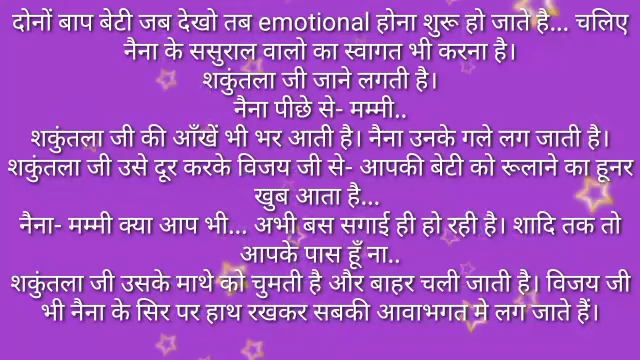 दोनों बाप बेटी जब देखो तब emotional होना शुरू हो जाते है... चलिए
नैना के ससुराल वालो का स्वागत भी करना है।
शकुंतला जी जाने लगती है।
नैना पीछे से- मम्मी..
शकुंतला जी की आँखें भी भर आती है। नैना उनके गले लग जाती है।
शकुंतला जी उसे दूर करके विजय जी से- आपकी बेटी को रूलाने का हूनर
खुब आता है...
नैना- मम्मी क्या आप भी... अभी बस सगाई ही हो रही है। शादि तक तो
आपके पास हूँ ना..
शकुंतला जी उसके माथे को चुमती है और बाहर चली जाती है। विजय जी
भी नैना के सिर पर हाथ रखकर सबकी आवाभगत मे लग जाते हैं।